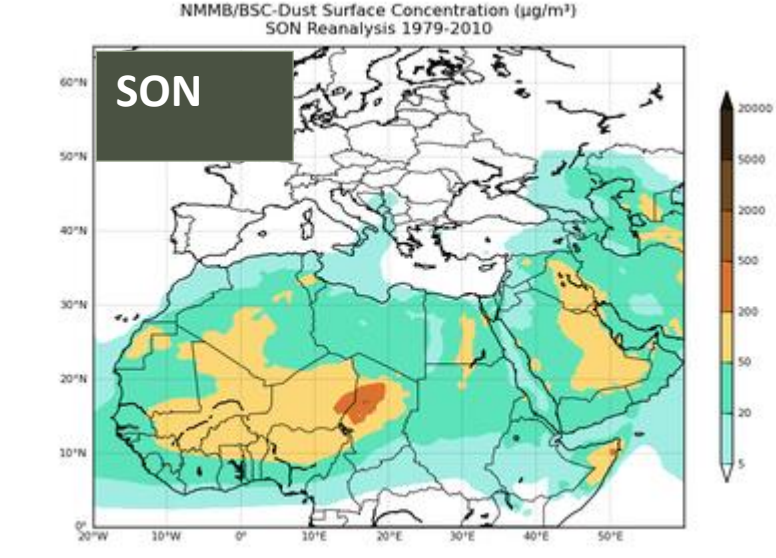 NMMB/BSC-Dust Surface Concentration (µg/m³)
SON Reanalysis 1979-2010
SON
60°N
50°N
40°N
30°N
20°N
10°N
0°
20°W
10°W
0°
10°E
20°E
30°E
40°E
50°E
20000
5000
2000
500
200
50
20
5